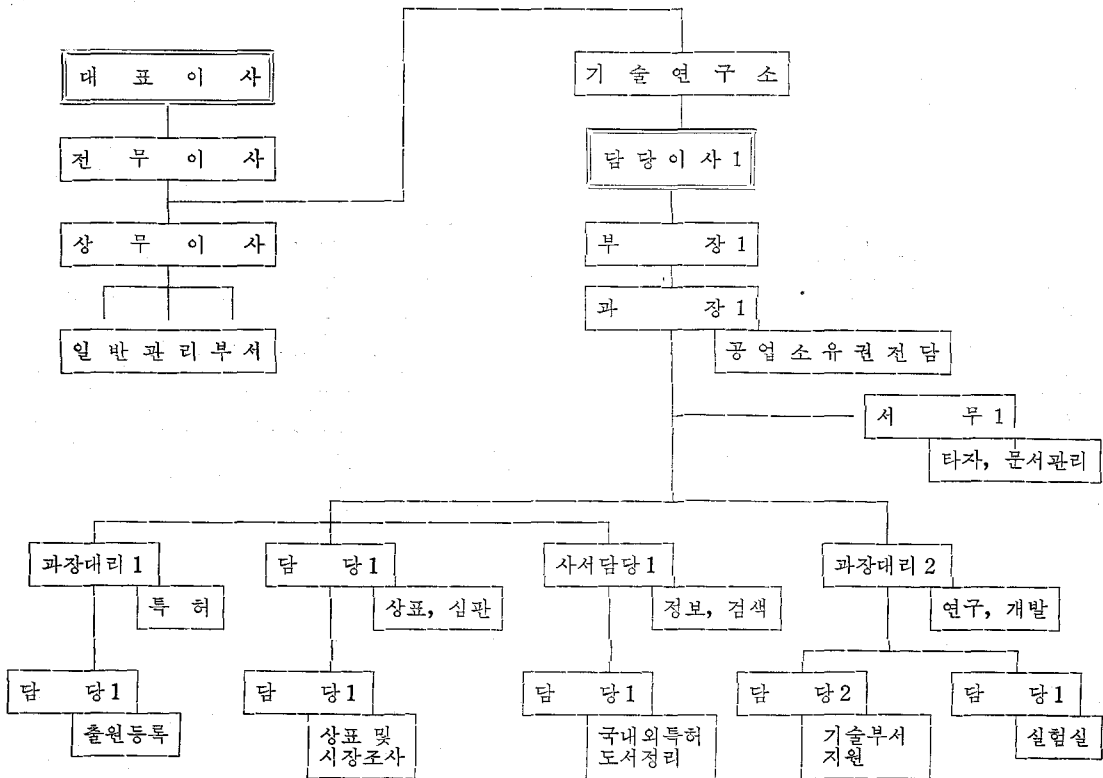 대 표 이 사
전 무 이 사
상 무 이 사
일 반 관 리 부 서
기 술 연 구 소
담 당 이 사 1
부 장 1
과 장 1
공 업 소 유 권 전 담
서 무 1
타자, 문서관리
과장대리 1
특 허
담 당 1
상표, 심판
사서담당 1
정보, 검색
과장대리 2
연구, 개발
담 당 1
출원등록
담 당 1
상표 및
시장조사
담 당 1
국내외특허
도서정리
담 당 2
기술부서
지원
담 당 1
실험실